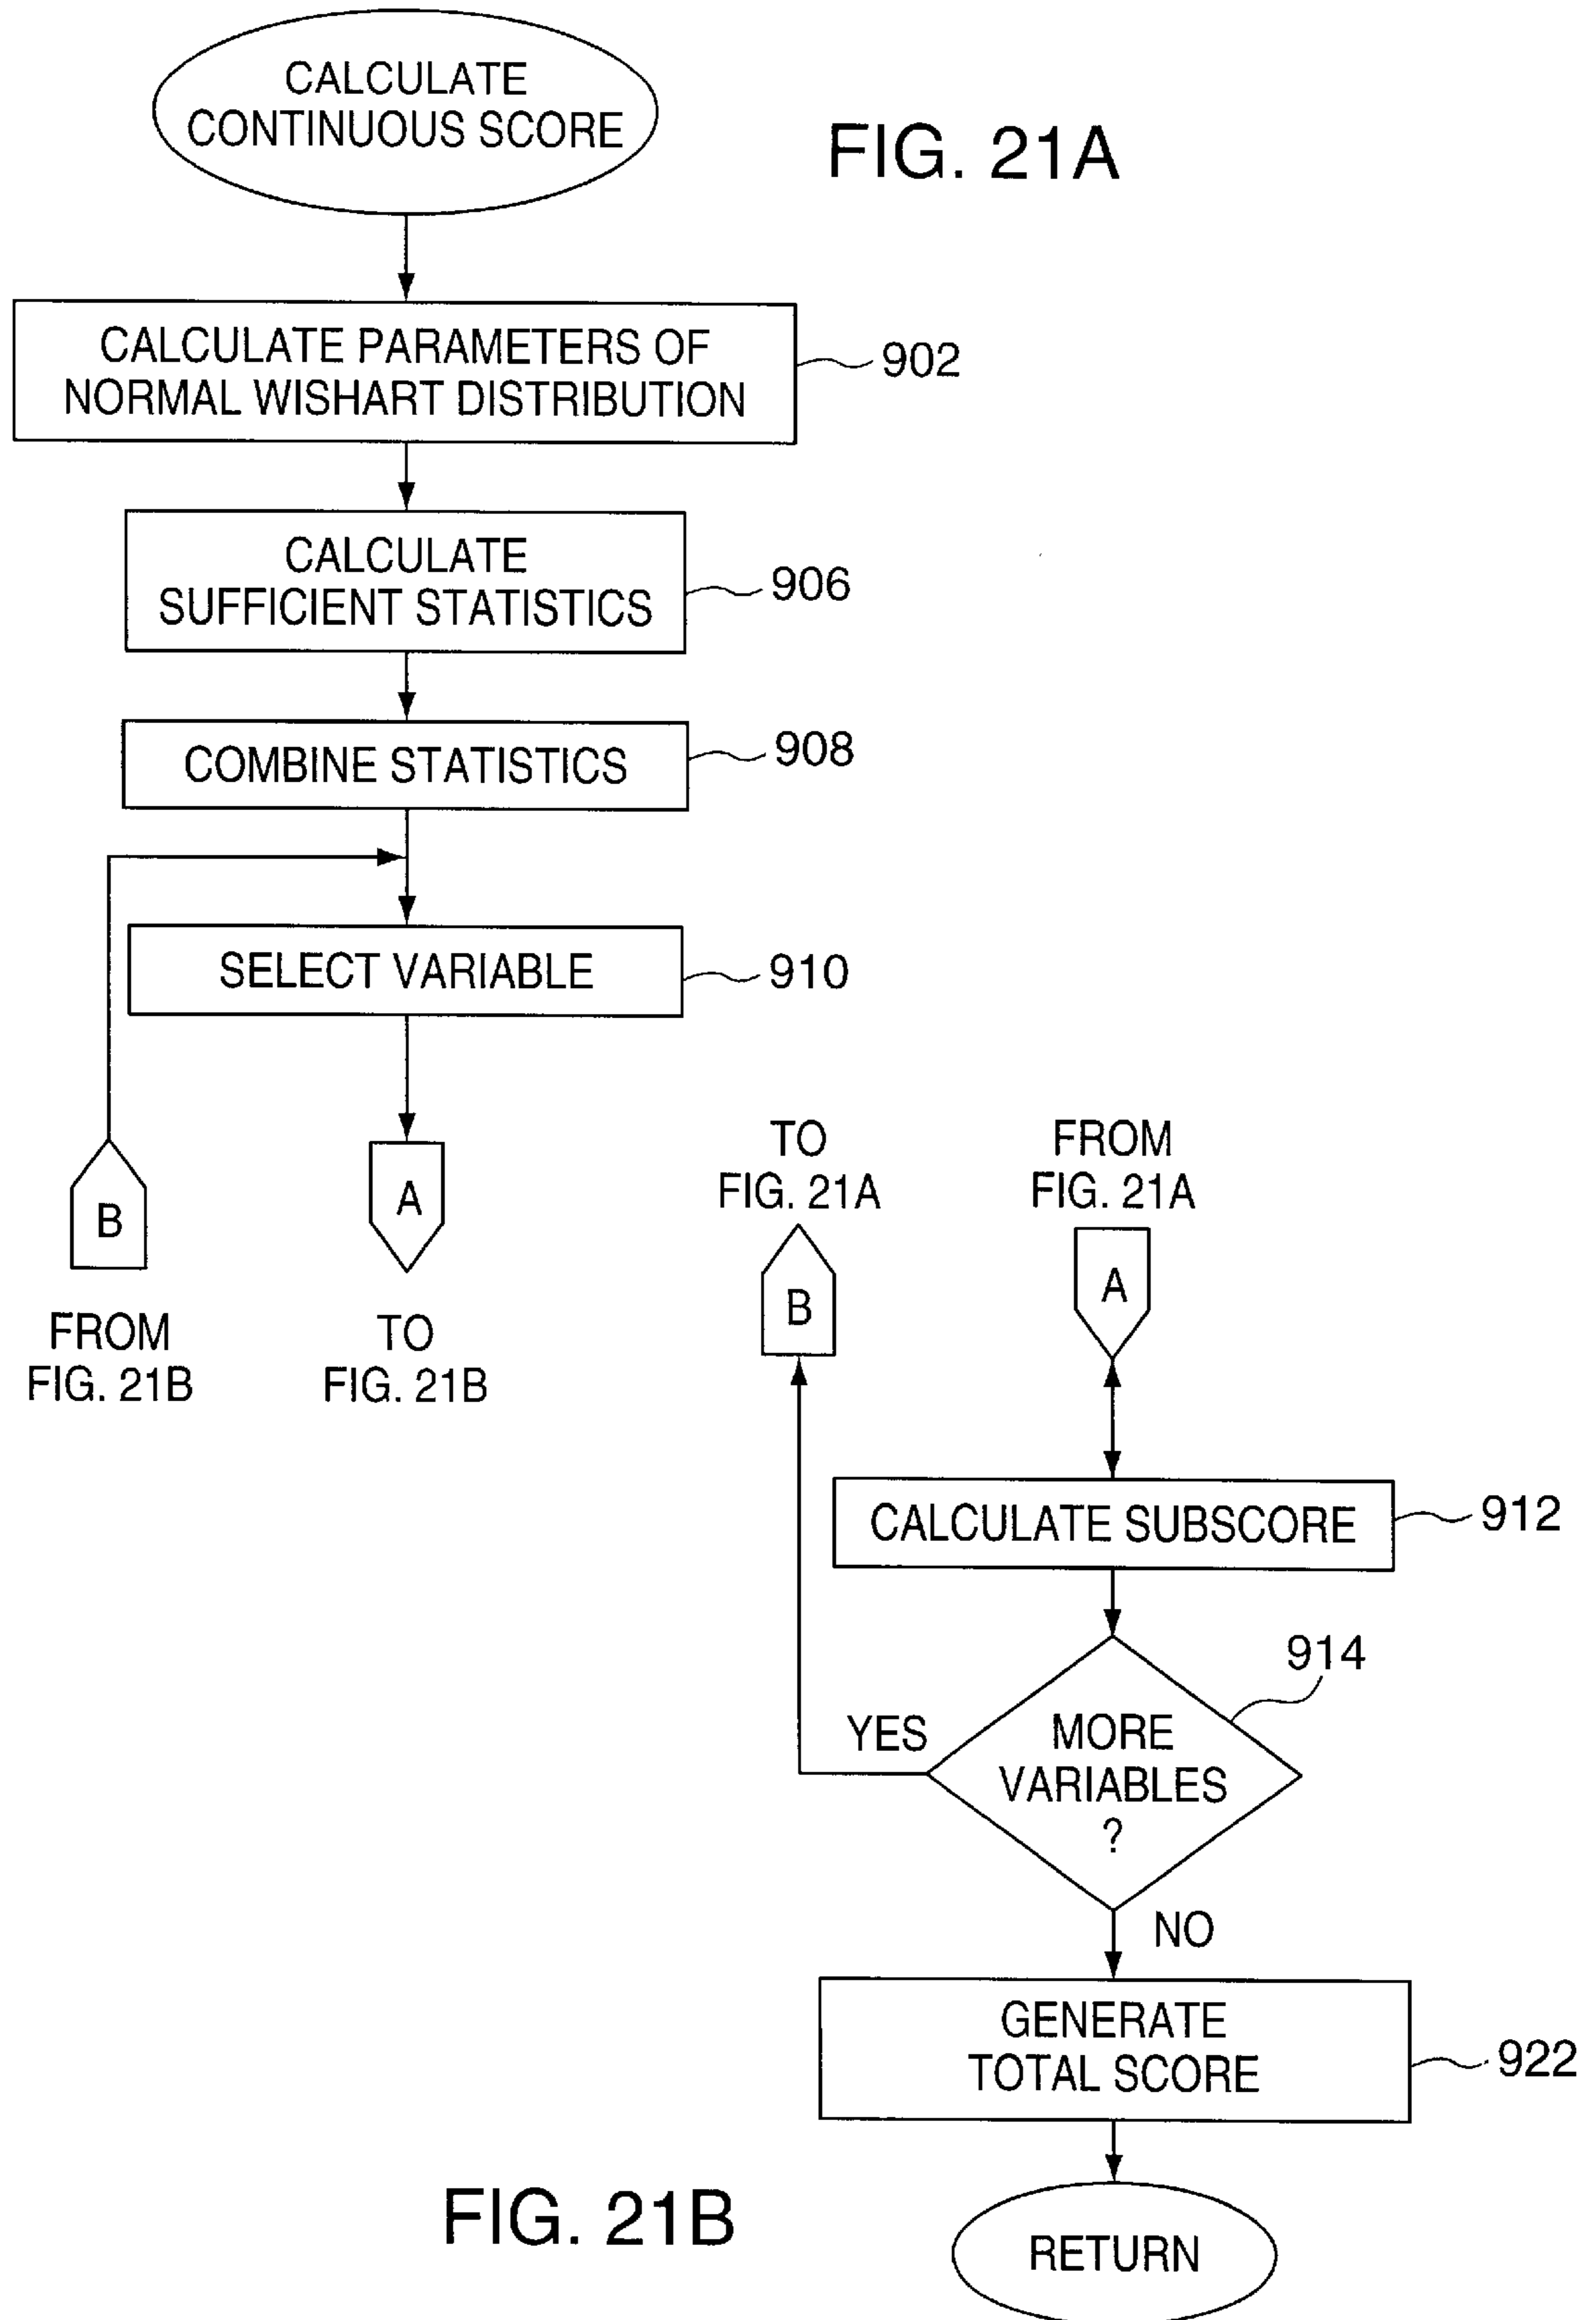 CALCULATE
CONTINUOUS SCORE
FIG. 21A
CALCULATE PARAMETERS OF
NORMAL WISHART DISTRIBUTION
902
CALCULATE
SUFFICIENT STATISTICS
906
COMBINE STATISTICS
908
SELECT VARIABLE
910
B
A
FROM
FIG. 21B
TO
FIG. 21B
TO
FIG. 21A
FROM
FIG. 21A
B
A
CALCULATE SUBSCORE
912
914
YES
MORE
VARIABLES
?
NO
GENERATE
TOTAL SCORE
922
FIG. 21B
RETURN